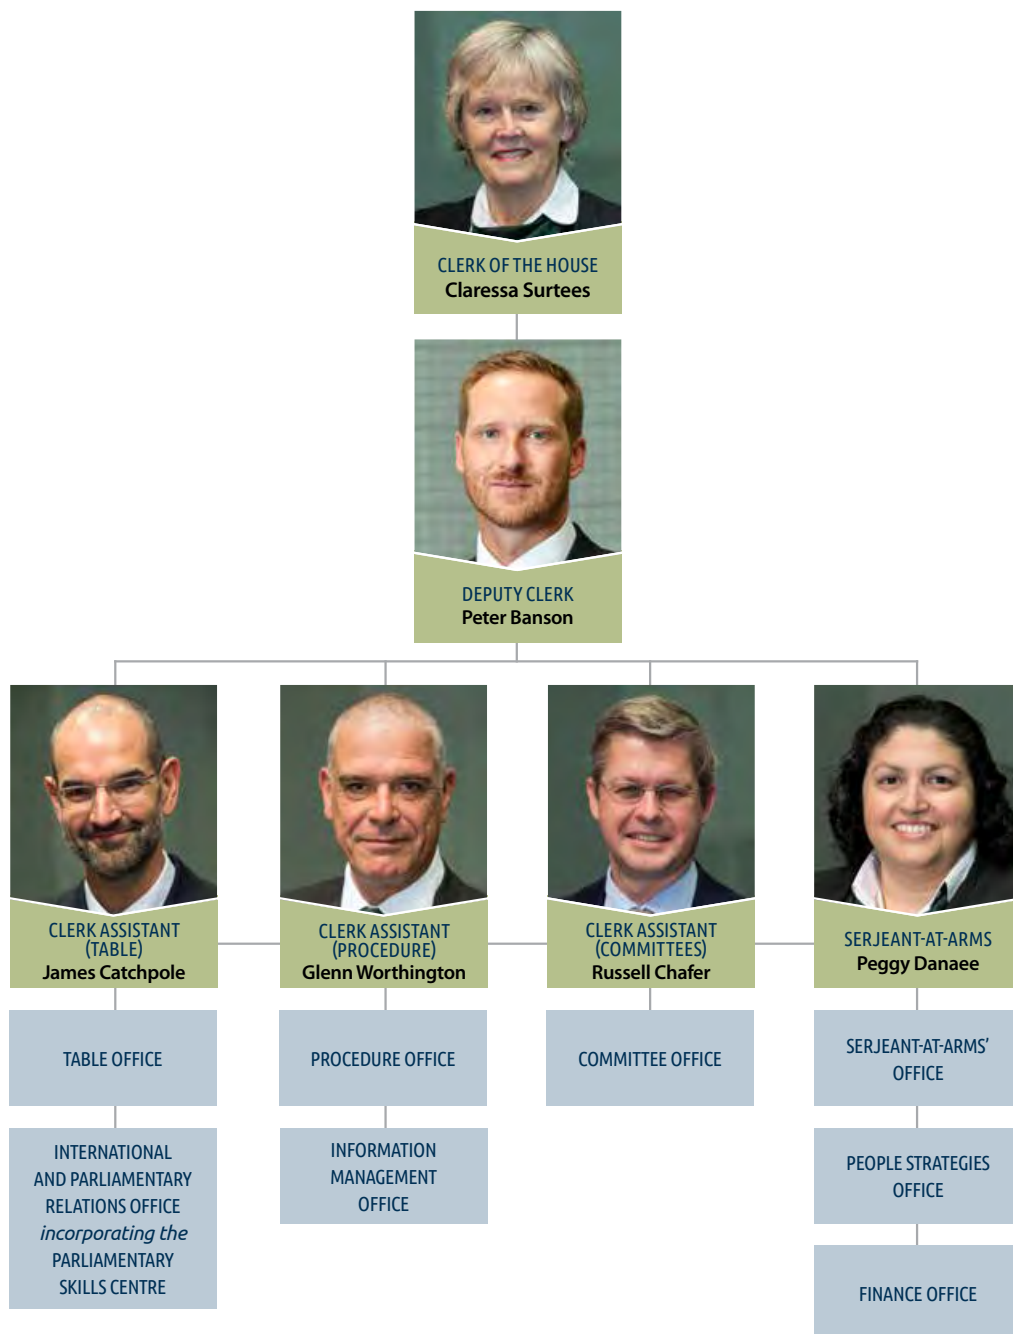 CLERK OF THE HOUSE
Claressa Surtees
DEPUTY CLERK
Peter Banson
CLERK ASSISTANT
(TABLE)
James Catchpole
CLERK ASSISTANT
(PROCEDURE)
Glenn Worthington
CLERK ASSISTANT
(COMMITTEES)
Russell Chafer
SERJEANT-AT-ARMS
Peggy Danaee
TABLE OFFICE
PROCEDURE OFFICE
COMMITTEE OFFICE
SERJEANT-AT-ARMS’
OFFICE
INTERNATIONAL
AND PARLIAMENTARY
RELATIONS OFFICE
incorporating the
PARLIAMENTARY
SKILLS CENTRE
INFORMATION
MANAGEMENT
OFFICE
PEOPLE STRATEGIES
OFFICE
FINANCE OFFICE